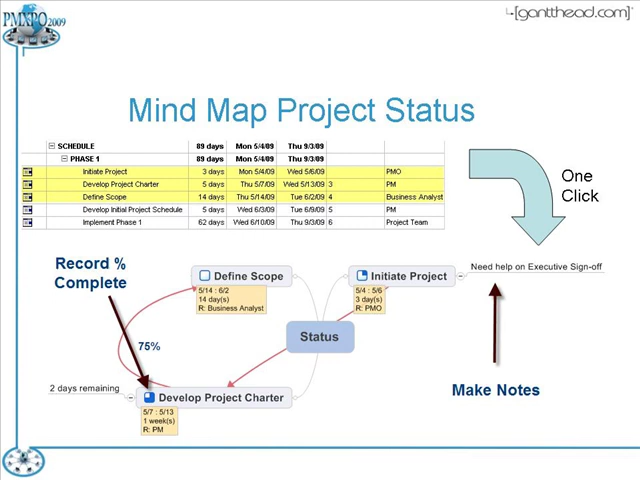 PMXPO 2009
[gantthead.com]
Mind Map Project Status
SCHEDULE 89 days Mon 5/4/09 Thu 9/3/09
PHASE 1 89 days Mon 5/4/09 Thu 9/3/09
Initiate Project 3 days Mon 5/4/09 Wed 5/6/09 PMO
Develop Project Charter 5 days Thu 5/7/09 Wed 5/13/09 3 PM
Define Scope 14 days Thu 5/14/09 Tue 6/2/09 4 Business Analyst
Develop Initial Project Schedule 5 days Wed 6/3/09 Tue 6/9/09 5 PM
Implement Phase 1 62 days Wed 6/10/09 Thu 9/3/09 6 Project Team
One
Click
Record %
Complete
Define Scope
5/14 : 6/2
14 day(s)
R: Business Analyst
Initiate Project
5/4 : 5/6
3 day(s)
R: PMO
Need help on Executive Sign-off
Status
75%
2 days remaining
Develop Project Charter
5/7 : 5/13
1 week(s)
R: PM
Make Notes